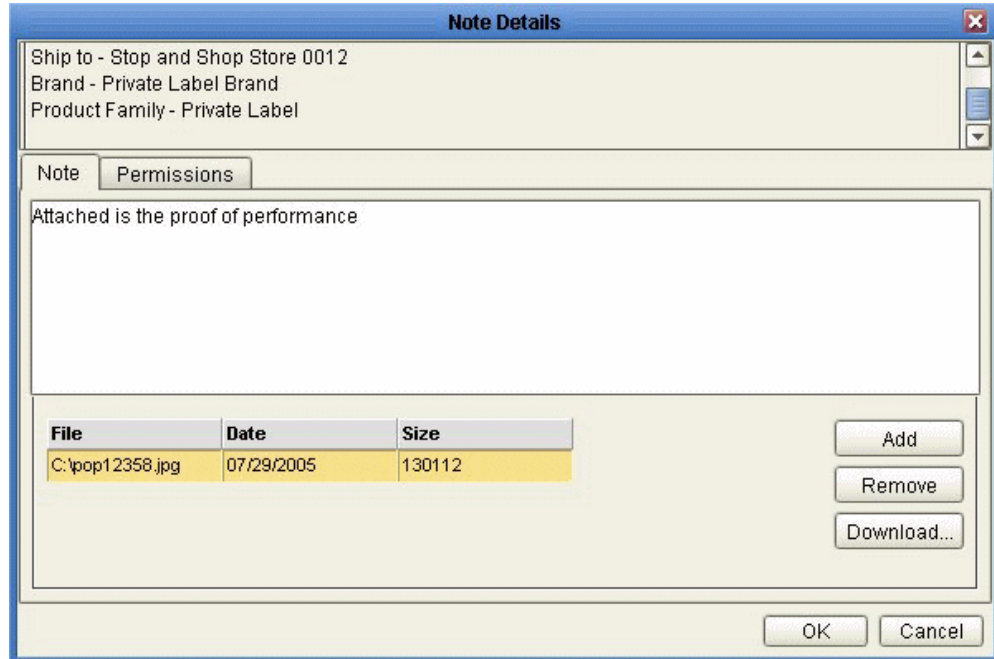 Note Details
Ship to - Stop and Shop Store 0012
Brand - Private Label Brand
Product Family - Private Label
Note Permissions
Attached is the proof of performance
File Date Size
C:\pop12358.jpg 07/29/2005 130112
Add
Remove
Download...
OK Cancel